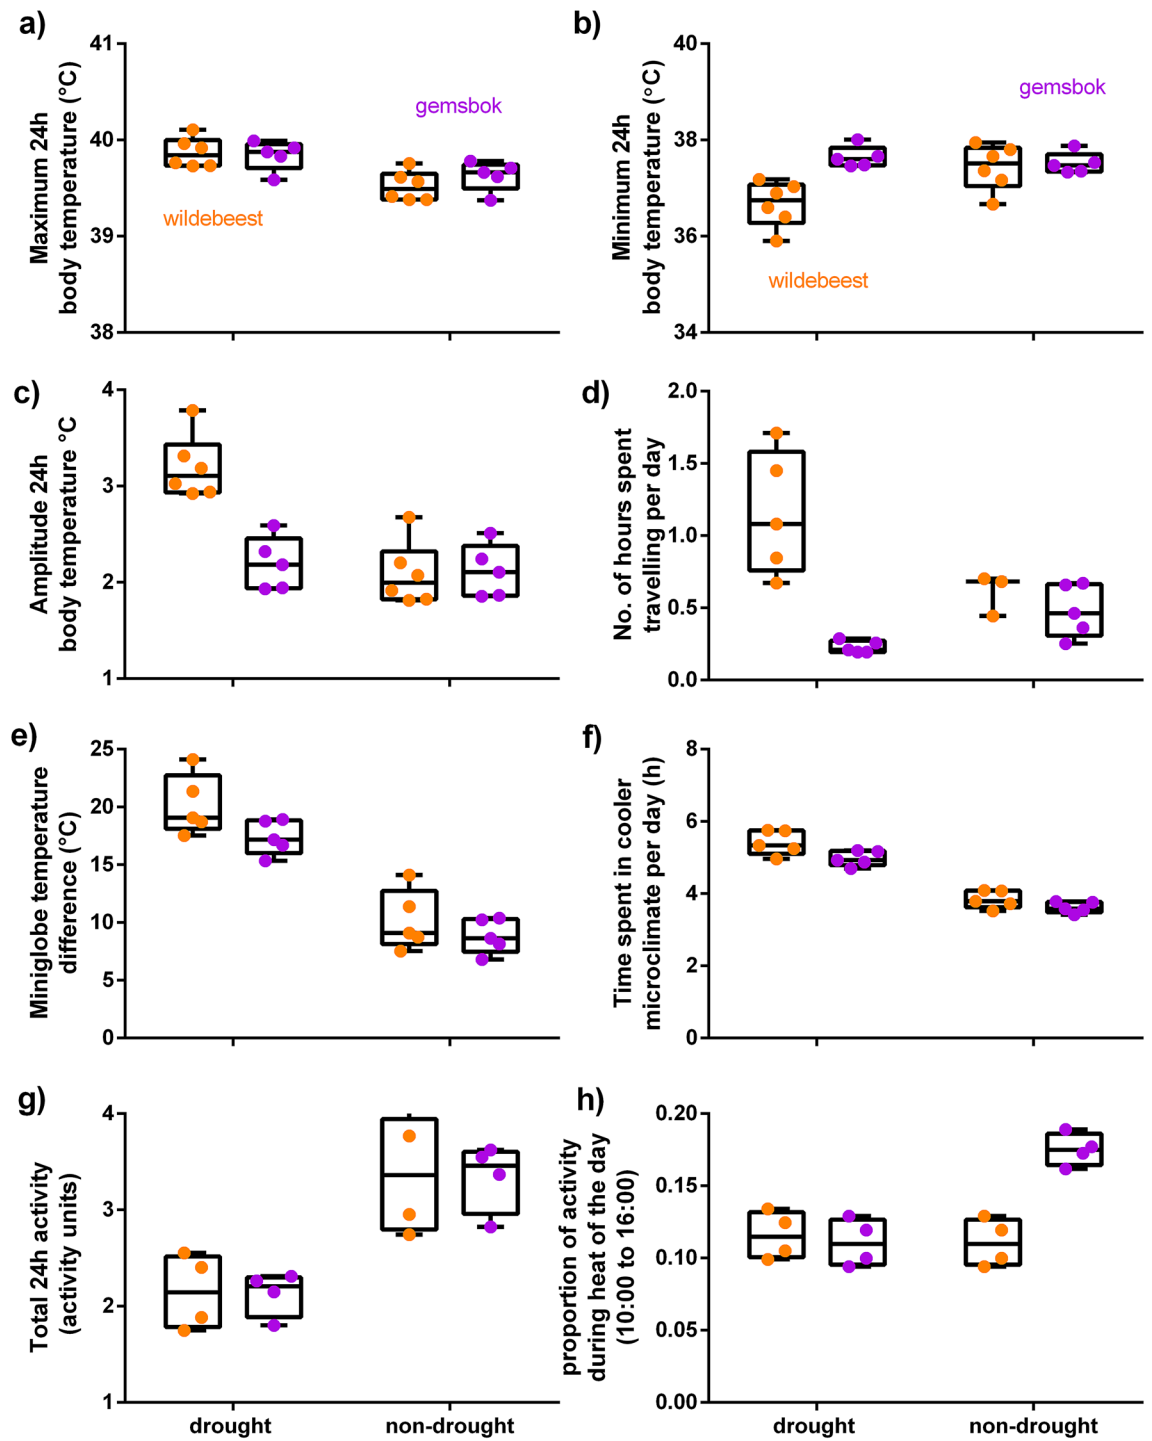 a)
Maximum 24h
body temperature (°C)
41
40
39
38
gemsbok
wildebeest
b)
Minimum 24h
body temperature (°C)
40
38
36
34
gemsbok
wildebeest
c)
Amplitude 24h
body temperature °C
4
3
2
1
d)
No. of hours spent
travelling per day
2.0
1.5
1.0
0.5
0.0
e)
Miniglobe temperature
difference (°C)
25
20
15
10
5
0
f)
Time spent in cooler
microclimate per day (h)
8
6
4
2
0
g)
Total 24h activity
(activity units)
4
3
2
1
drought
non-drought
h)
proportion of activity
during heat of the day
(10:00 to 16:00)
0.20
0.15
0.10
0.05
0.00
drought
non-drought